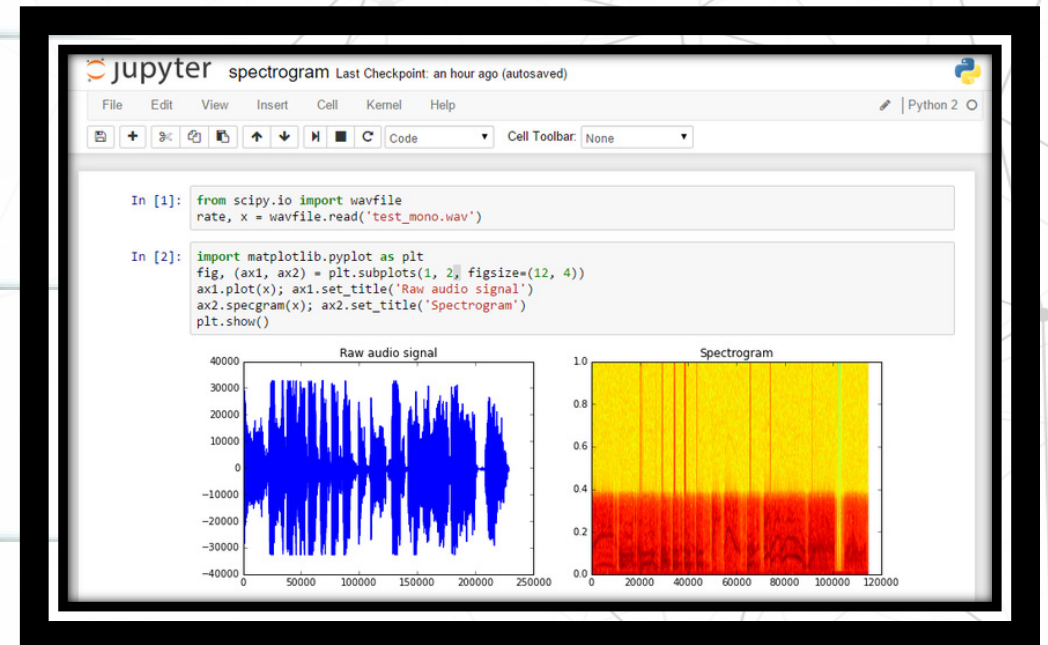 jupyter spectrogram Last Checkpoint: an hour ago (autosaved)
File Edit View Insert Cell Kernel Help | Python 2
Code Cell Toolbar: None
In [1]: from scipy.io import wavfile
rate, x = wavfile.read('test_mono.wav')
In [2]: import matplotlib.pyplot as plt
fig, (ax1, ax2) = plt.subplots(1, 2, figsize=(12, 4))
ax1.plot(x); ax1.set_title('Raw audio signal')
ax2.specgram(x); ax2.set_title('Spectrogram')
plt.show()
Raw audio signal
40000
30000
20000
10000
0
−10000
−20000
−30000
−40000
0 50000 100000 150000 200000 250000
Spectrogram
1.0
0.8
0.6
0.4
0.2
0.0
0 20000 40000 60000 80000 100000 120000